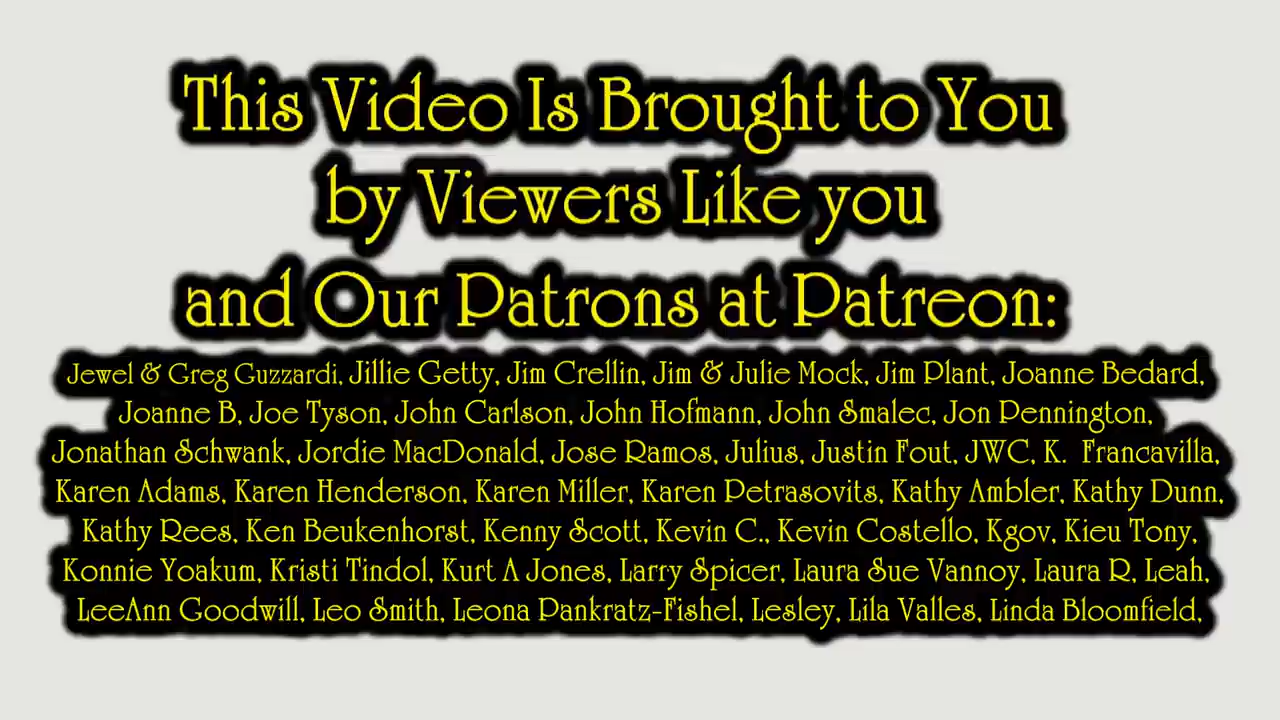 This Video Is Brought to You
by Viewers Like you
and Our Patrons at Patreon:
Jewel & Greg Guzzardi, Jillie Getty, Jim Crellin, Jim & Julie Mock, Jim Plant, Joanne Bedard,
Joanne B, Joe Tyson, John Carlson, John Hofmann, John Smalec, Jon Pennington,
Jonathan Schwank, Jordie MacDonald, Jose Ramos, Julius, Justin Fout, JWC, K. Francavilla,
Karen Adams, Karen Henderson, Karen Miller, Karen Petrasovits, Kathy Ambler, Kathy Dunn,
Kathy Rees, Ken Beukenhorst, Kenny Scott, Kevin C., Kevin Costello, Kgov, Kieu Tony,
Konnie Yoakum, Kristi Tindol, Kurt A Jones, Larry Spicer, Laura Sue Vannoy, Laura R, Leah,
LeeAnn Goodwill, Leo Smith, Leona Pankratz-Fishel, Lesley, Lila Valles, Linda Bloomfield,